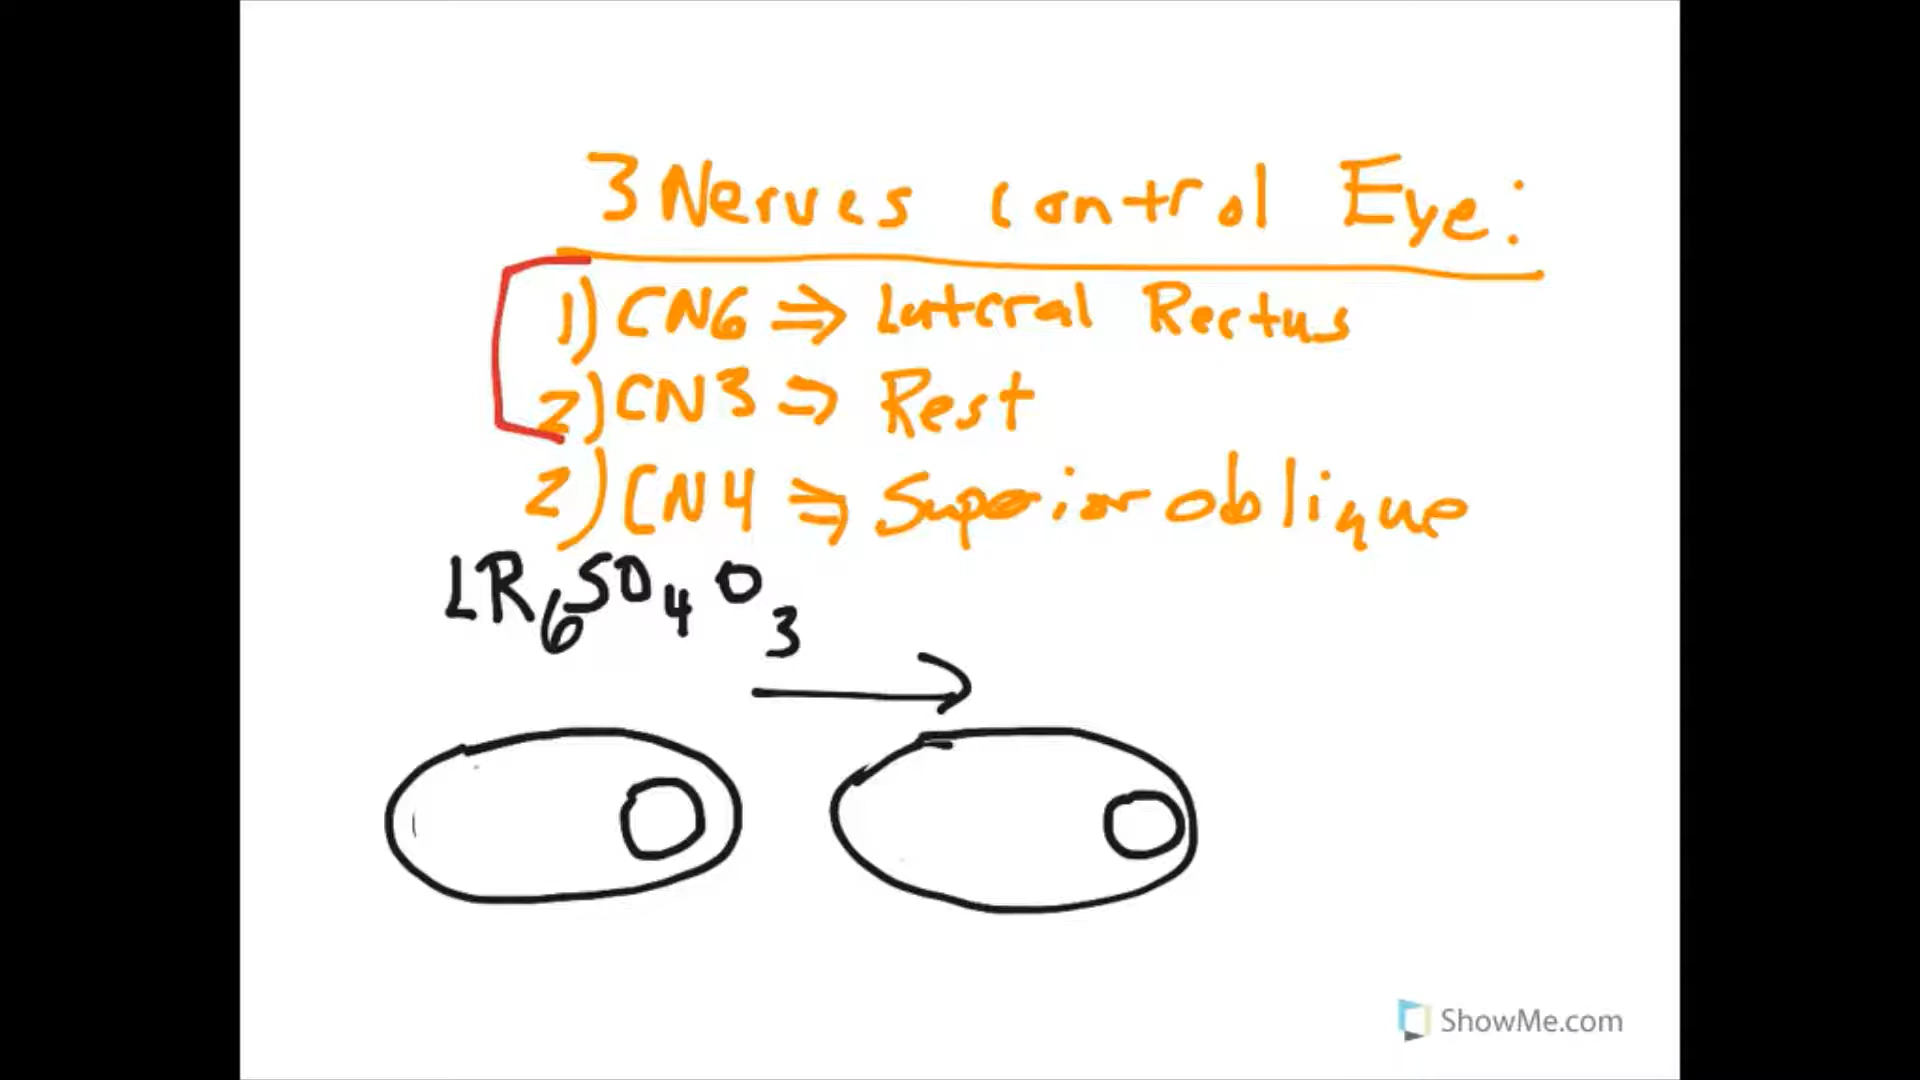 3 Nerves control Eye:
1) CN6 ⇒ Lateral Rectus
2) CN3 ⇒ Rest
2) CN4 ⇒ Superior oblique
LR₆SO₄O₃
ShowMe.com